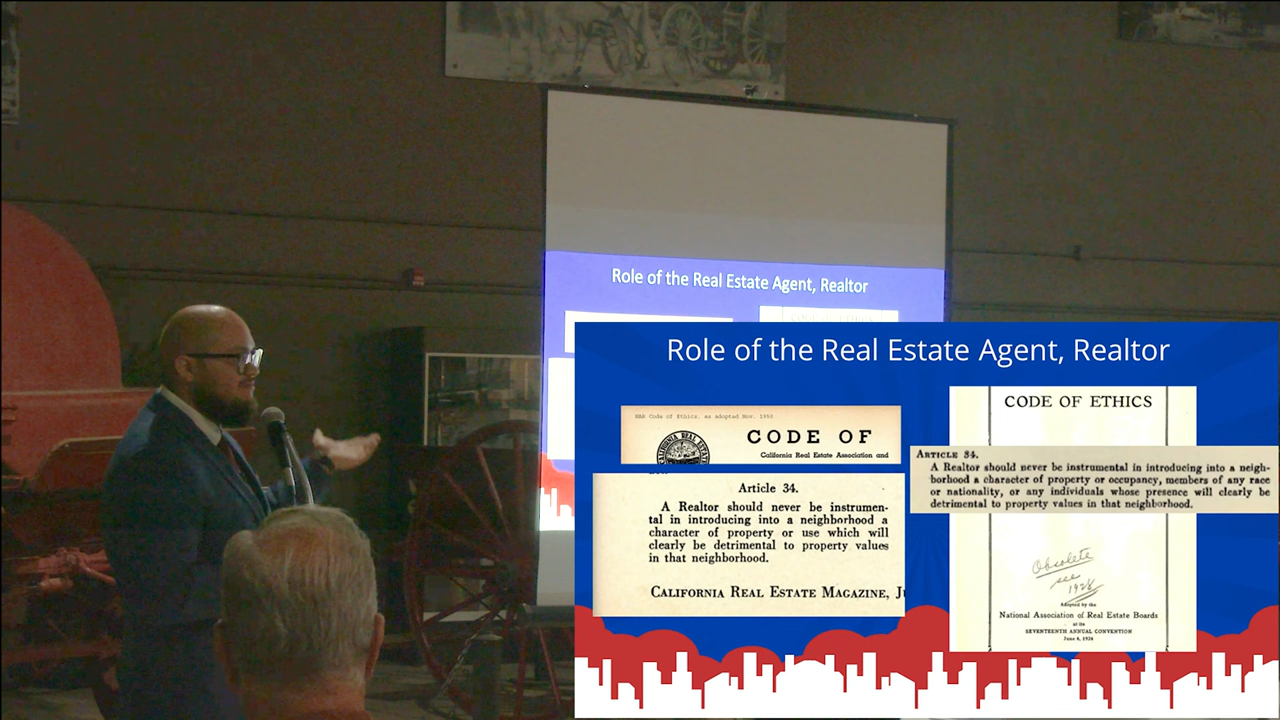 Role of the Real Estate Agent, Realtor
CODE OF ETHICS
Role of the Real Estate Agent, Realtor
NAR Code of Ethics, as adopted Nov. 1950
CODE OF
California Real Estate Association and
Article 34.
A Realtor should never be instrumen-
tal in introducing into a neighborhood a
character of property or use which will
clearly be detrimental to property values
in that neighborhood.
CALIFORNIA REAL ESTATE MAGAZINE, J
CODE OF ETHICS
ARTICLE 34.
A Realtor should never be instrumental in introducing into a neigh-
borhood a character of property or occupancy, members of any race
or nationality, or any individuals whose presence will clearly be
detrimental to property values in that neighborhood.
Obsolete
see
1928
Adopted by the
National Association of Real Estate Boards
at its
SEVENTEENTH ANNUAL CONVENTION
June 6, 1924